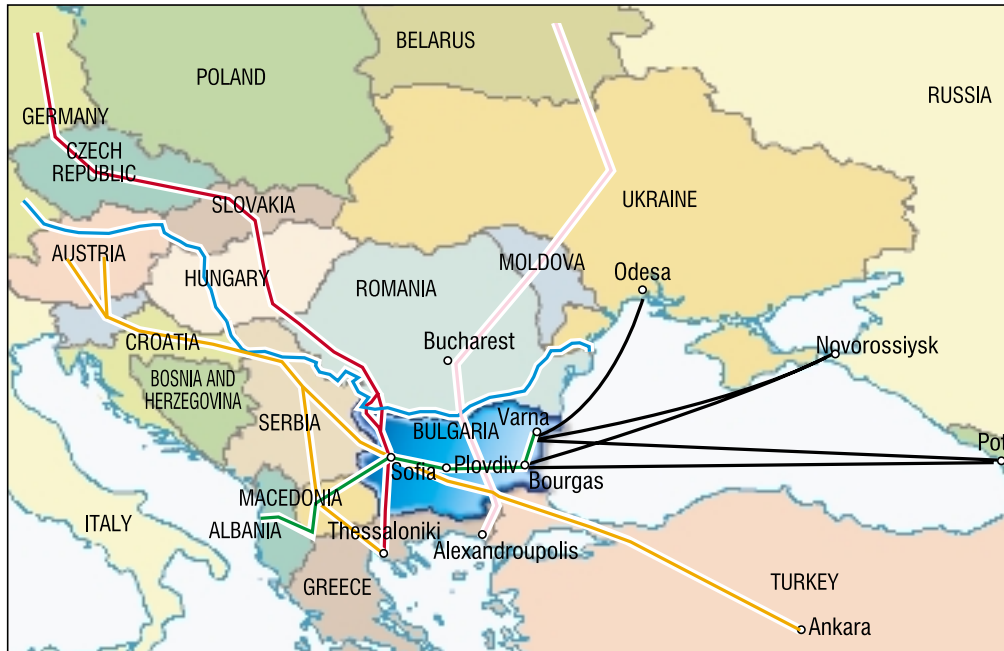 BELARUS
POLAND
RUSSIA
GERMANY
CZECH
REPUBLIC
SLOVAKIA
UKRAINE
AUSTRIA
HUNGARY
MOLDOVA
Odesa
ROMANIA
CROATIA
Bucharest
Novorossiysk
BOSNIA AND
HERZEGOVINA
SERBIA
BULGARIA
Varna
Sofia
Plovdiv
Bourgas
Pot
MACEDONIA
ITALY
ALBANIA
Thessaloniki
Alexandroupolis
GREECE
TURKEY
Ankara